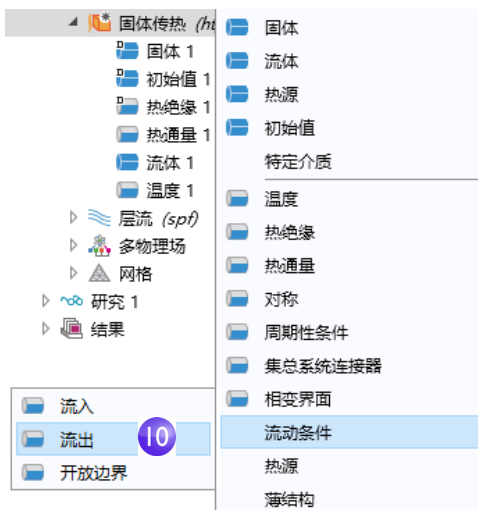 固体传热 (ht
固体 1
初始值 1
热绝缘 1
热通量 1
流体 1
温度 1
层流 (spf)
多物理场
网格
研究 1
结果
固体
流体
热源
初始值
特定介质
温度
热绝缘
热通量
对称
周期性条件
集总系统连接器
相变界面
流动条件
热源
薄结构
流入
流出 10
开放边界